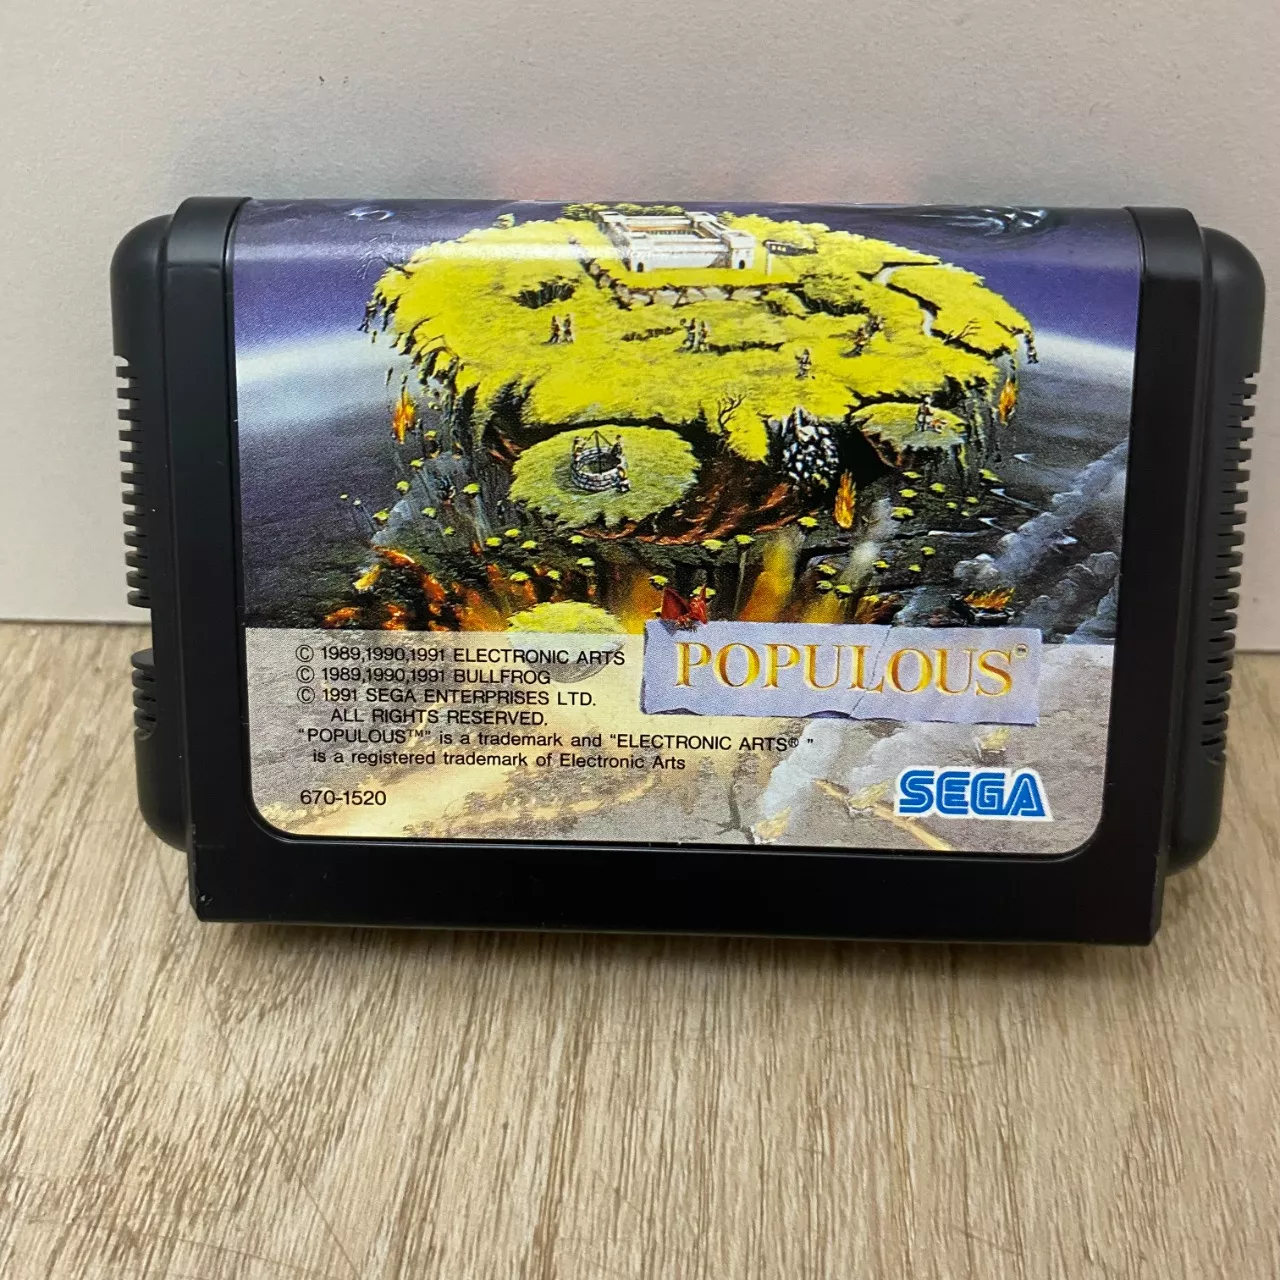 © 1989,1990,1991 ELECTRONIC ARTS
© 1989,1990,1991 BULLFROG
© 1991 SEGA ENTERPRISES LTD.
ALL RIGHTS RESERVED.
"POPULOUS™" is a trademark and "ELECTRONIC ARTS® "
is a registered trademark of Electronic Arts
670-1520
POPULOUS™
SEGA